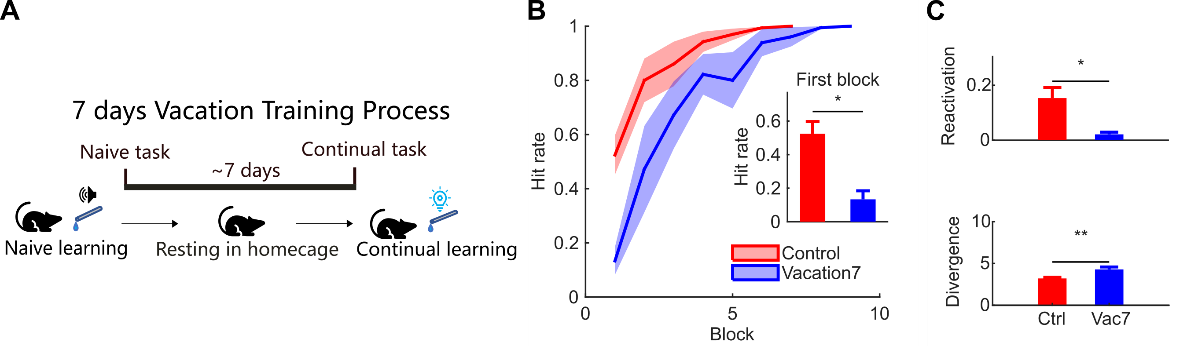 A
7 days Vacation Training Process
Naive task
Continual task
~7 days
Naive learning
Resting in homecage
Continual learning
B
Hit rate
1
0.8
0.6
0.4
0.2
0
0
5
10
Block
First block
*
Hit rate
0.6
0.4
0.2
0
Control
Vacation7
C
Reactivation
0.2
0
*
Divergence
10
5
0
**
Ctrl
Vac7